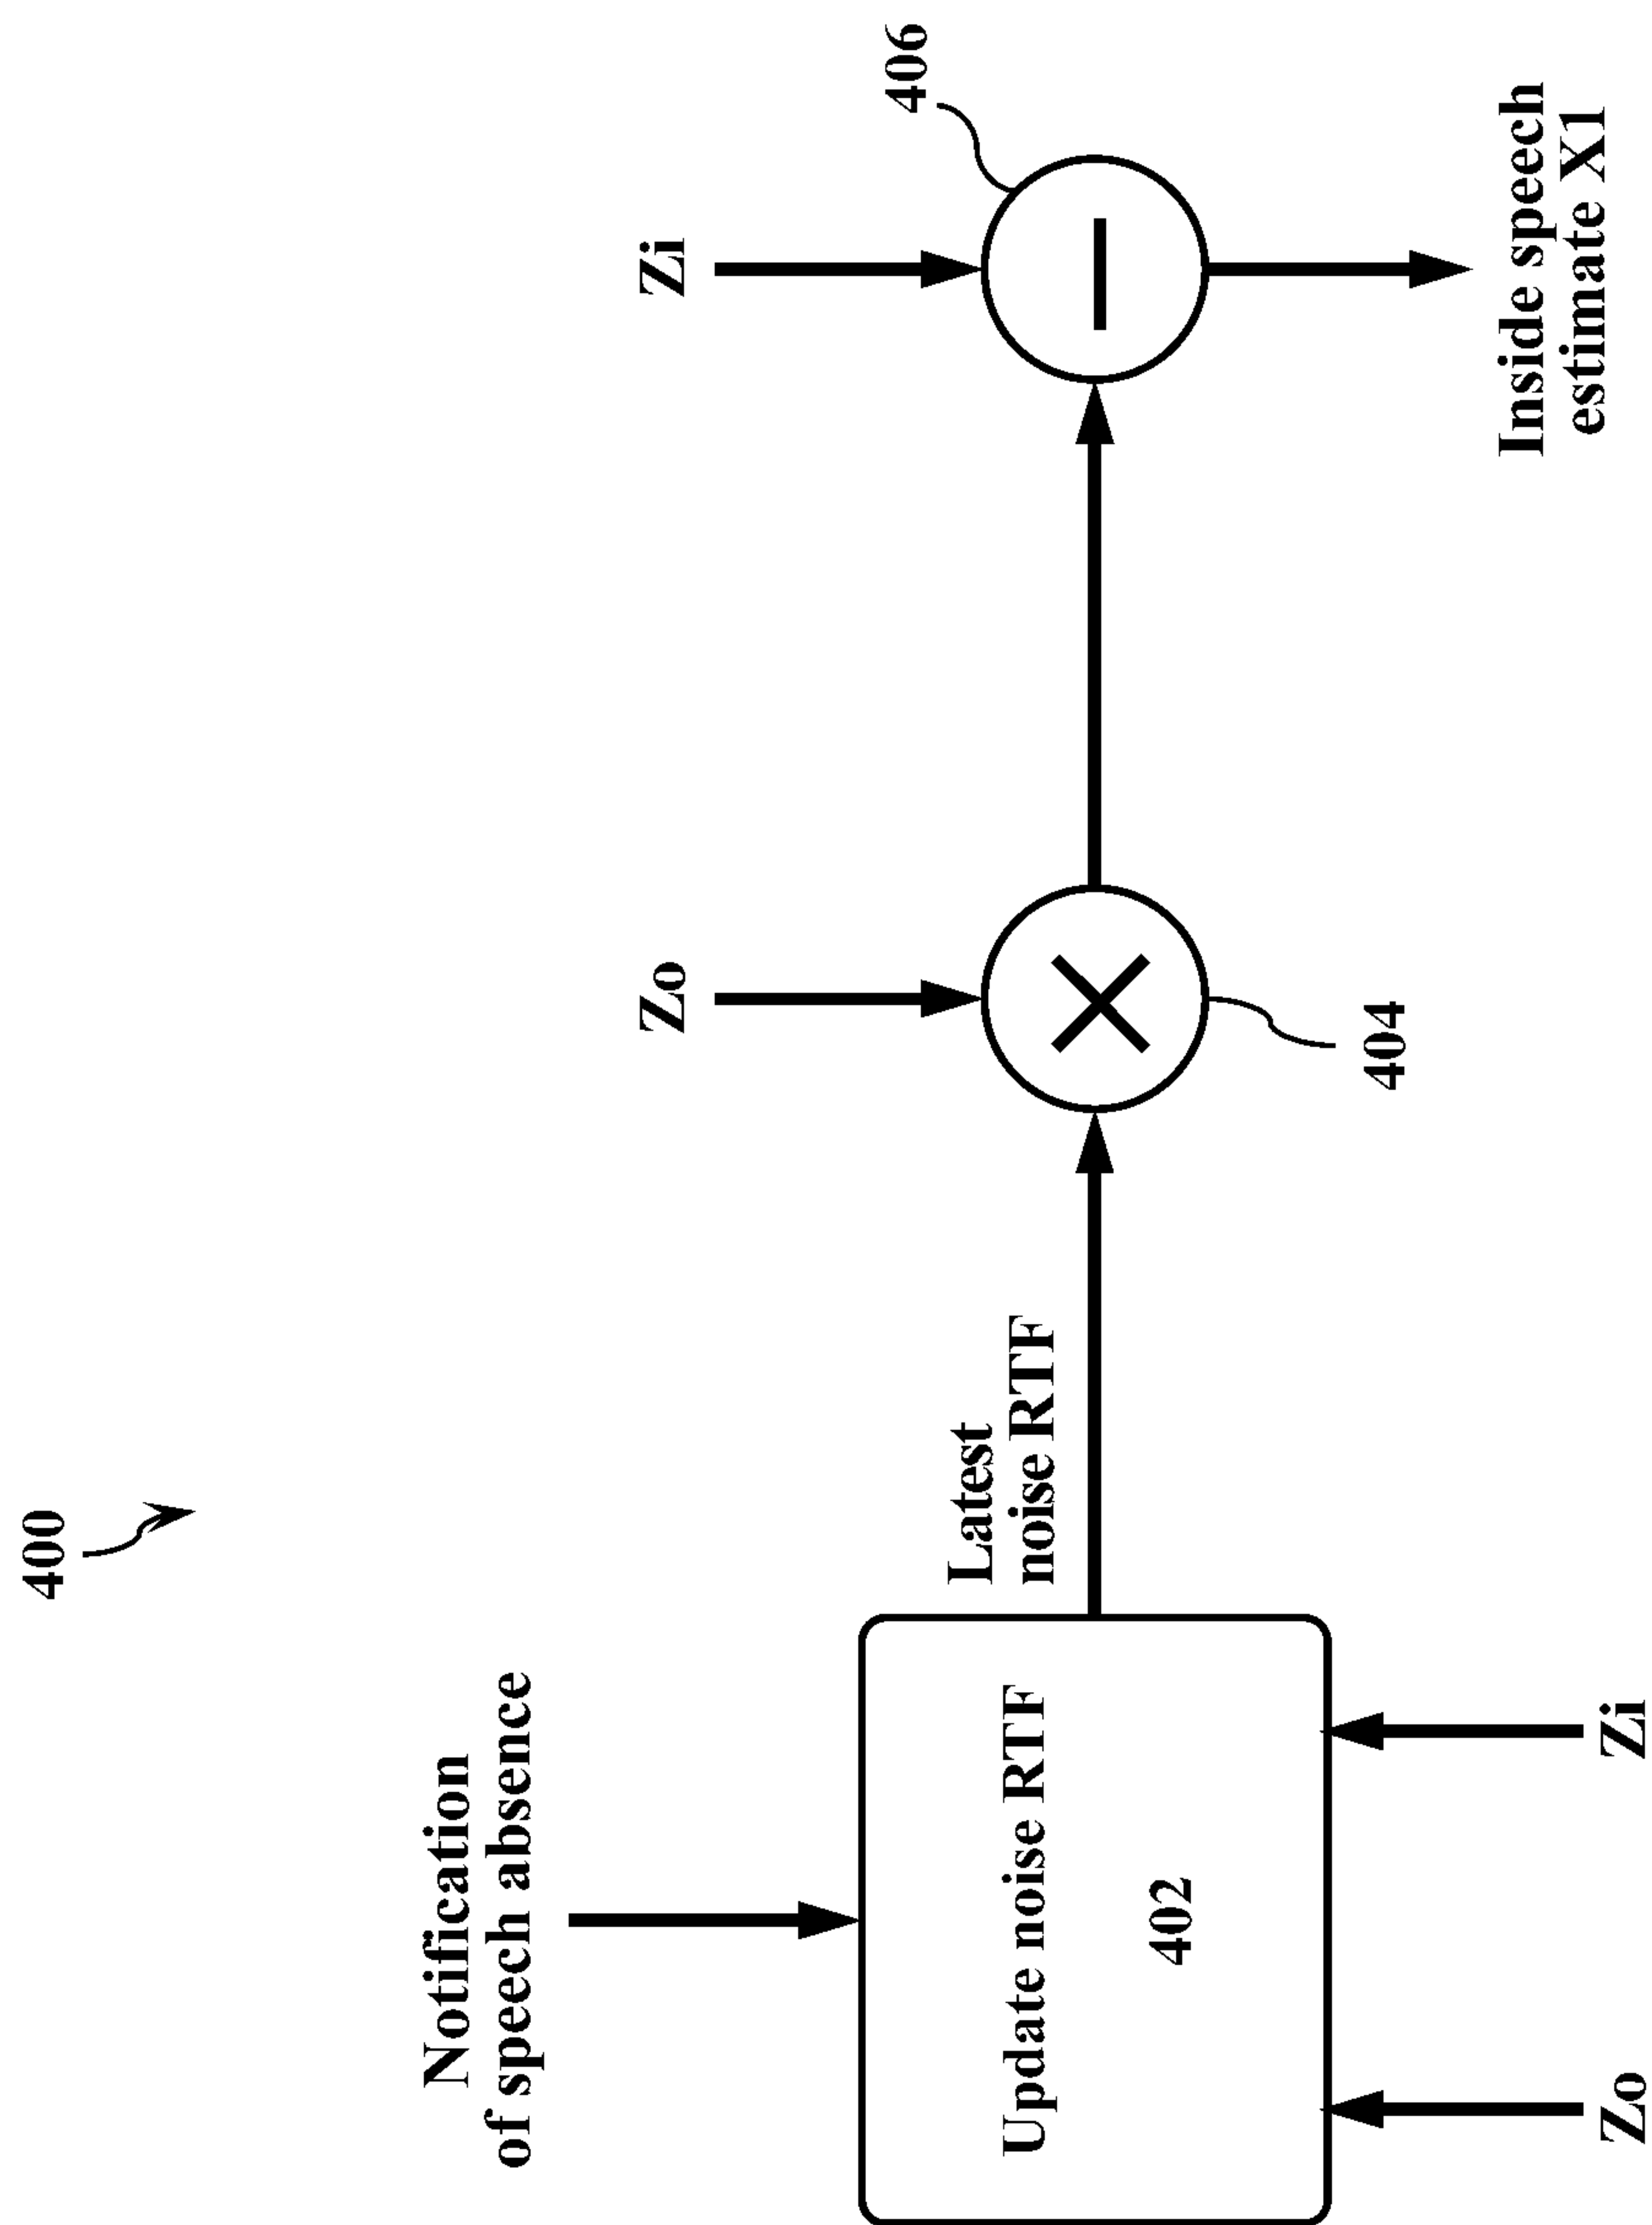 400
Notification
of speech absence
Update noise RTF
402
Zo
Zi
Latest
noise RTF
Zo
404
Zi
406
Inside speech
estimate X1